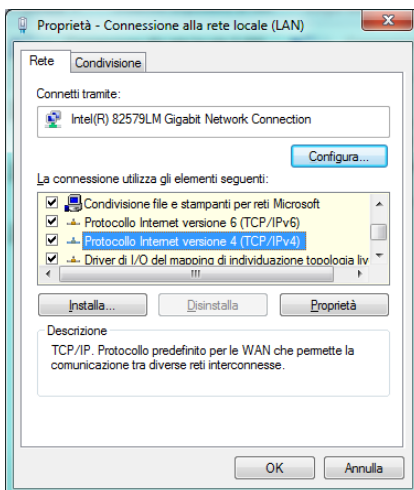 Proprietà - Connessione alla rete locale (LAN)
Rete
Condivisione
Connetti tramite:
Intel(R) 82579LM Gigabit Network Connection
Configura...
La connessione utilizza gli elementi seguenti:
Condivisione file e stampanti per reti Microsoft
Protocollo Internet versione 6 (TCP/IPv6)
Protocollo Internet versione 4 (TCP/IPv4)
Driver di I/O del mapping di individuazione topologia liv
Installa...
Disinstalla
Proprietà
Descrizione
TCP/IP. Protocollo predefinito per le WAN che permette la
comunicazione tra diverse reti interconnesse.
OK
Annulla